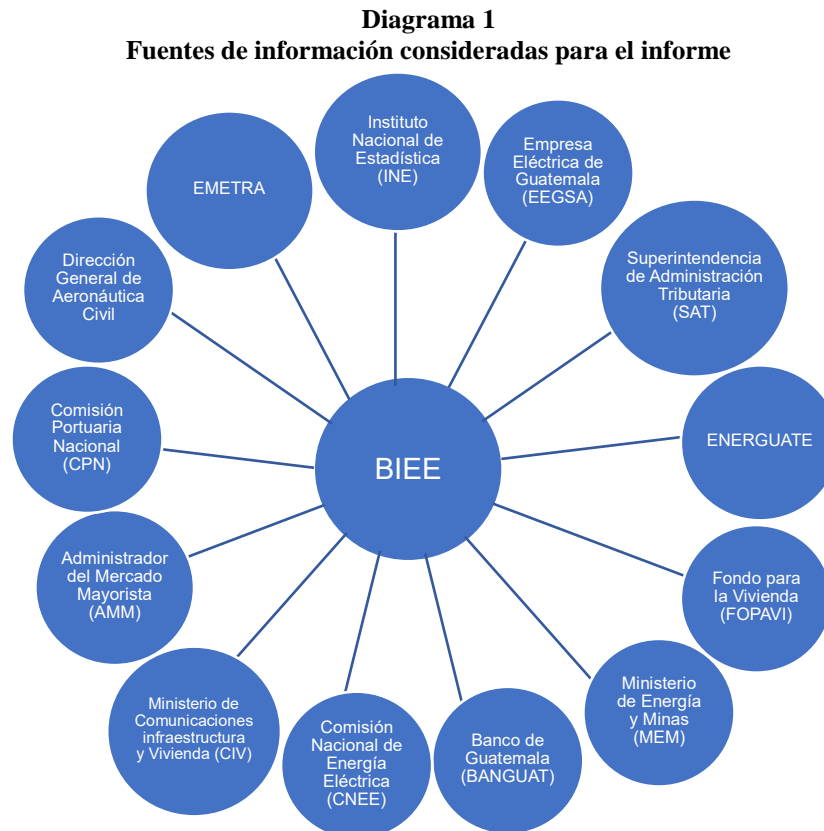 Diagrama 1
Fuentes de información consideradas para el informe
Instituto
Nacional de
Estadística
(INE)
Empresa
Eléctrica de
Guatemala
(EEGSA)
Superintendencia
de Administración
Tributaria
(SAT)
ENERGUATE
Fondo para
la Vivienda
(FOPAVI)
Ministerio
de Energía
y Minas
(MEM)
Banco de
Guatemala
(BANGUAT)
Comisión
Nacional de
Energía
Eléctrica
(CNEE)
Ministerio de
Comunicaciones
infraestructura
y Vivienda (CIV)
Administrador
del Mercado
Mayorista
(AMM)
Comisión
Portuaria
Nacional
(CPN)
Dirección
General de
Aeronáutica
Civil
EMETRA
BIEE